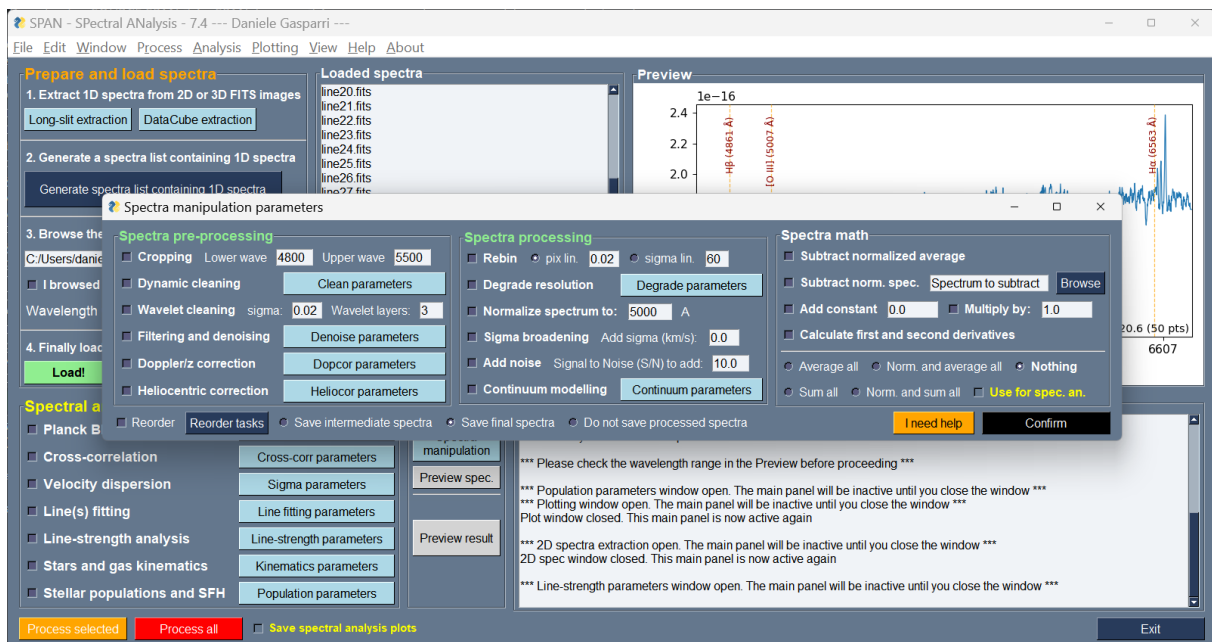 SPAN - SPectral ANalysis - 7.4 --- Daniele Gasparri ---
File Edit Window Process Analysis Plotting View Help About
Prepare and load spectra
1. Extract 1D spectra from 2D or 3D FITS images
Long-slit extraction DataCube extraction
2. Generate a spectra list containing 1D spectra
Generate spectra list containing 1D spectra
3. Browse the
C:/Users/danie
I browsed
Wavelength
4. Finally load
Load!
Loaded spectra
line20.fits
line21.fits
line22.fits
line23.fits
line24.fits
line25.fits
line26.fits
line27.fits
Preview
1e−16
2.4
2.2
2.0
Hβ (4861 Å)
[O III] (5007 Å)
Hα (6563 Å)
20.6 (50 pts)
6607
Spectra manipulation parameters
Spectra pre-processing
Cropping Lower wave 4800 Upper wave 5500
Dynamic cleaning Clean parameters
Wavelet cleaning sigma: 0.02 Wavelet layers: 3
Filtering and denoising Denoise parameters
Doppler/z correction Dopcor parameters
Heliocentric correction Heliocor parameters
Spectra processing
Rebin pix lin. 0.02 sigma lin. 60
Degrade resolution Degrade parameters
Normalize spectrum to: 5000 A
Sigma broadening Add sigma (km/s): 0.0
Add noise Signal to Noise (S/N) to add: 10.0
Continuum modelling Continuum parameters
Spectra math
Subtract normalized average
Subtract norm. spec. Spectrum to subtract Browse
Add constant 0.0 Multiply by: 1.0
Calculate first and second derivatives
Average all Norm. and average all Nothing
Sum all Norm. and sum all Use for spec. an.
Reorder Reorder tasks Save intermediate spectra Save final spectra Do not save processed spectra I need help Confirm
Spectral a
Planck B
Cross-correlation Cross-corr parameters
Velocity dispersion Sigma parameters
Line(s) fitting Line fitting parameters
Line-strength analysis Line-strength parameters
Stars and gas kinematics Kinematics parameters
Stellar populations and SFH Population parameters
manipulation
Preview spec.
Preview result
*** Please check the wavelength range in the Preview before proceeding ***
*** Population parameters window open. The main panel will be inactive until you close the window ***
*** Plotting window open. The main panel will be inactive until you close the window ***
Plot window closed. This main panel is now active again
*** 2D spectra extraction open. The main panel will be inactive until you close the window ***
2D spec window closed. This main panel is now active again
*** Line-strength parameters window open. The main panel will be inactive until you close the window ***
Process selected Process all Save spectral analysis plots Exit